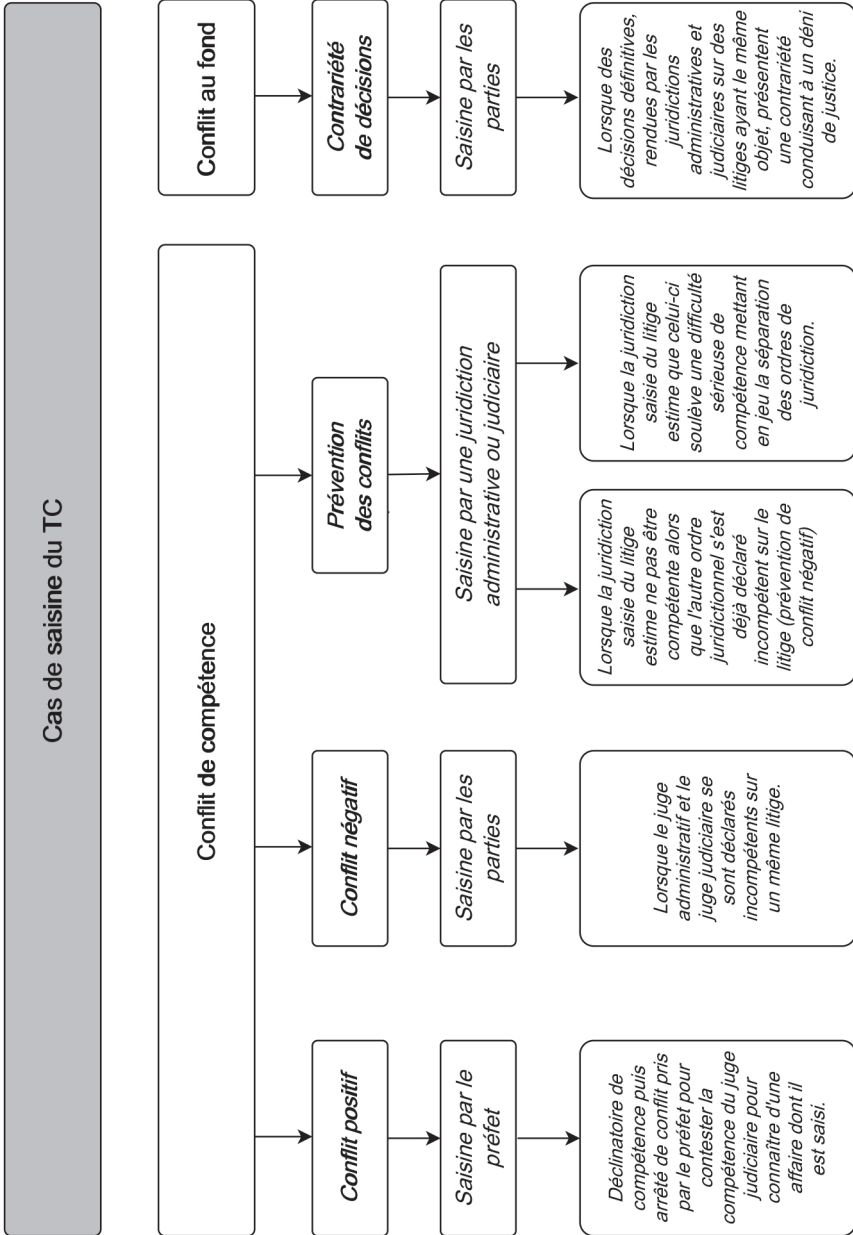 Cas de saisine du TC
Conflit de compétence
Conflit au fond
Conflit positif
Conflit négatif
Prévention
des conflits
Contrariété
de décisions
Saisine par le
préfet
Saisine par les
parties
Saisine par une juridiction
administrative ou judiciaire
Saisine par les
parties
Déclinatoire de
compétence puis
arrêté de conflit pris
par le préfet pour
contester la
compétence du juge
judiciaire pour
connaître d'une
affaire dont il
est saisi.
Lorsque le juge
administratif et le
juge judiciaire se
sont déclarés
incompétents sur
un même litige.
Lorsque la juridiction
saisie du litige
estime ne pas être
compétente alors
que l'autre ordre
juridictionnel s'est
déjà déclaré
incompétent sur le
litige (prévention de
conflit négatif)
Lorsque la juridiction
saisie du litige
estime que celui-ci
soulève une difficulté
sérieuse de
compétence mettant
en jeu la séparation
des ordres de
juridiction.
Lorsque des
décisions définitives,
rendues par les
juridictions
administratives et
judiciaires sur des
litiges ayant le même
objet, présentent
une contrariété
conduisant à un déni
de justice.